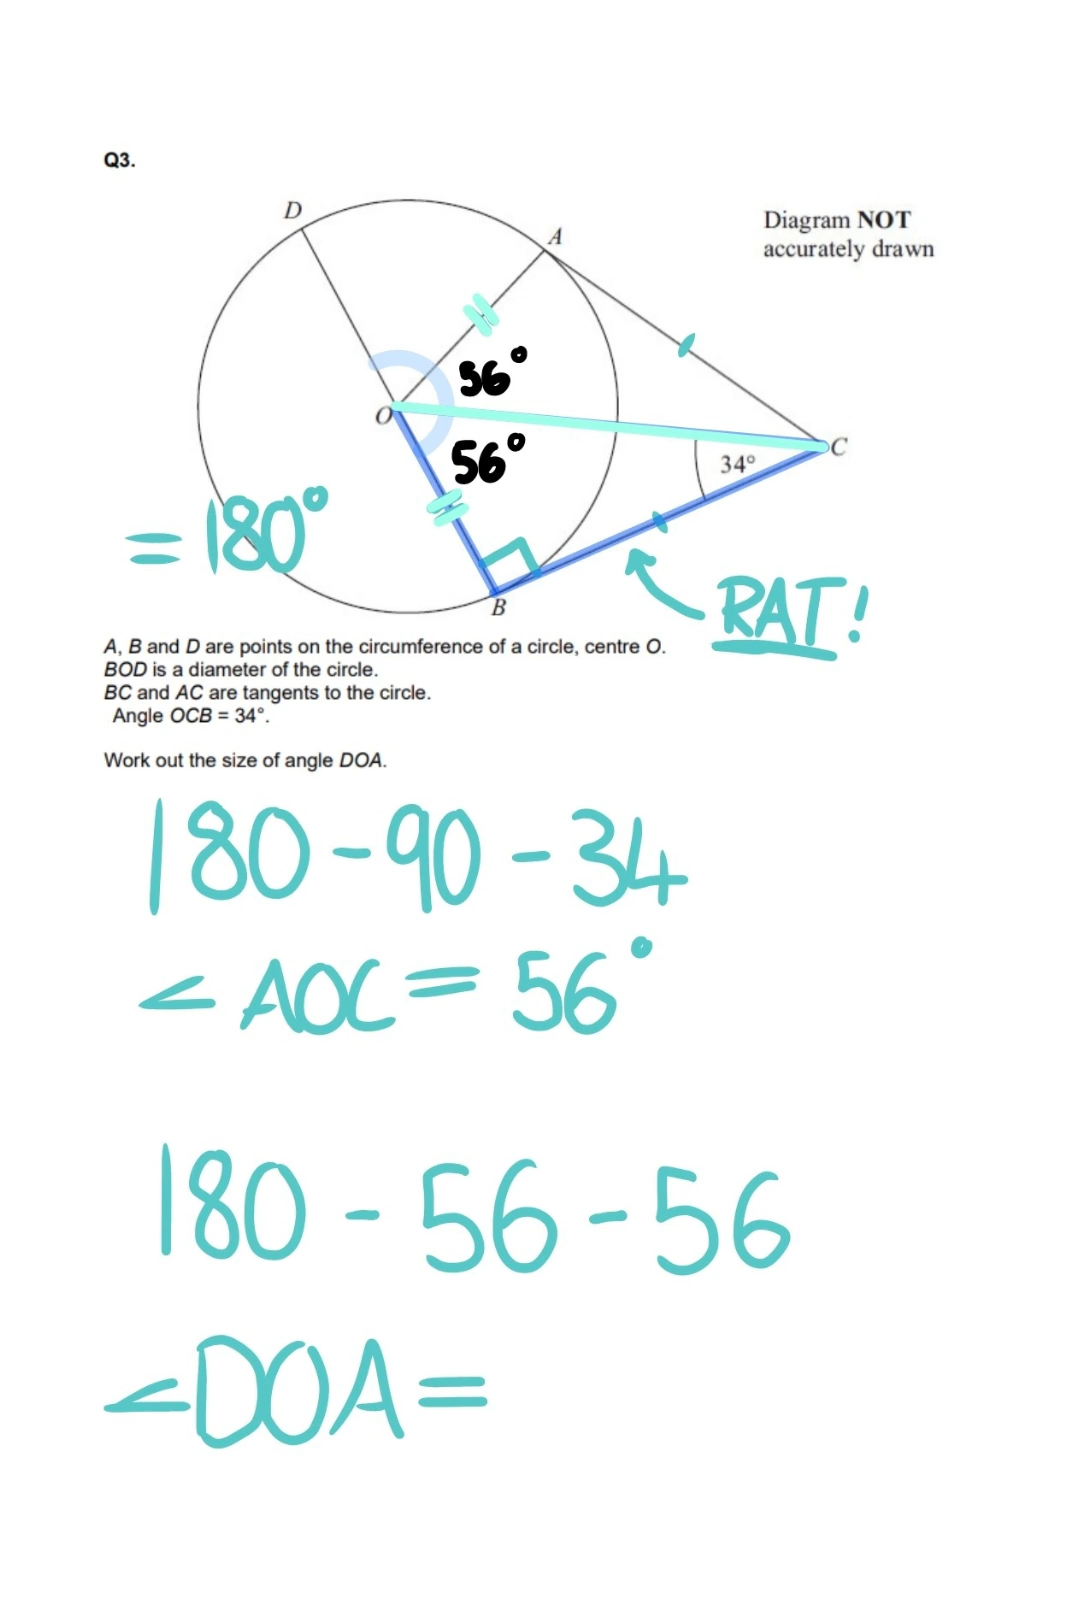 Q3.
D
A
Diagram NOT
accurately drawn
56°
O
C
56°
34°
= 180°
B
RAT!
A, B and D are points on the circumference of a circle, centre O.
BOD is a diameter of the circle.
BC and AC are tangents to the circle.
Angle OCB = 34°.
Work out the size of angle DOA.
180-90-34
<AOC = 56°
180 - 56 - 56
<DOA =